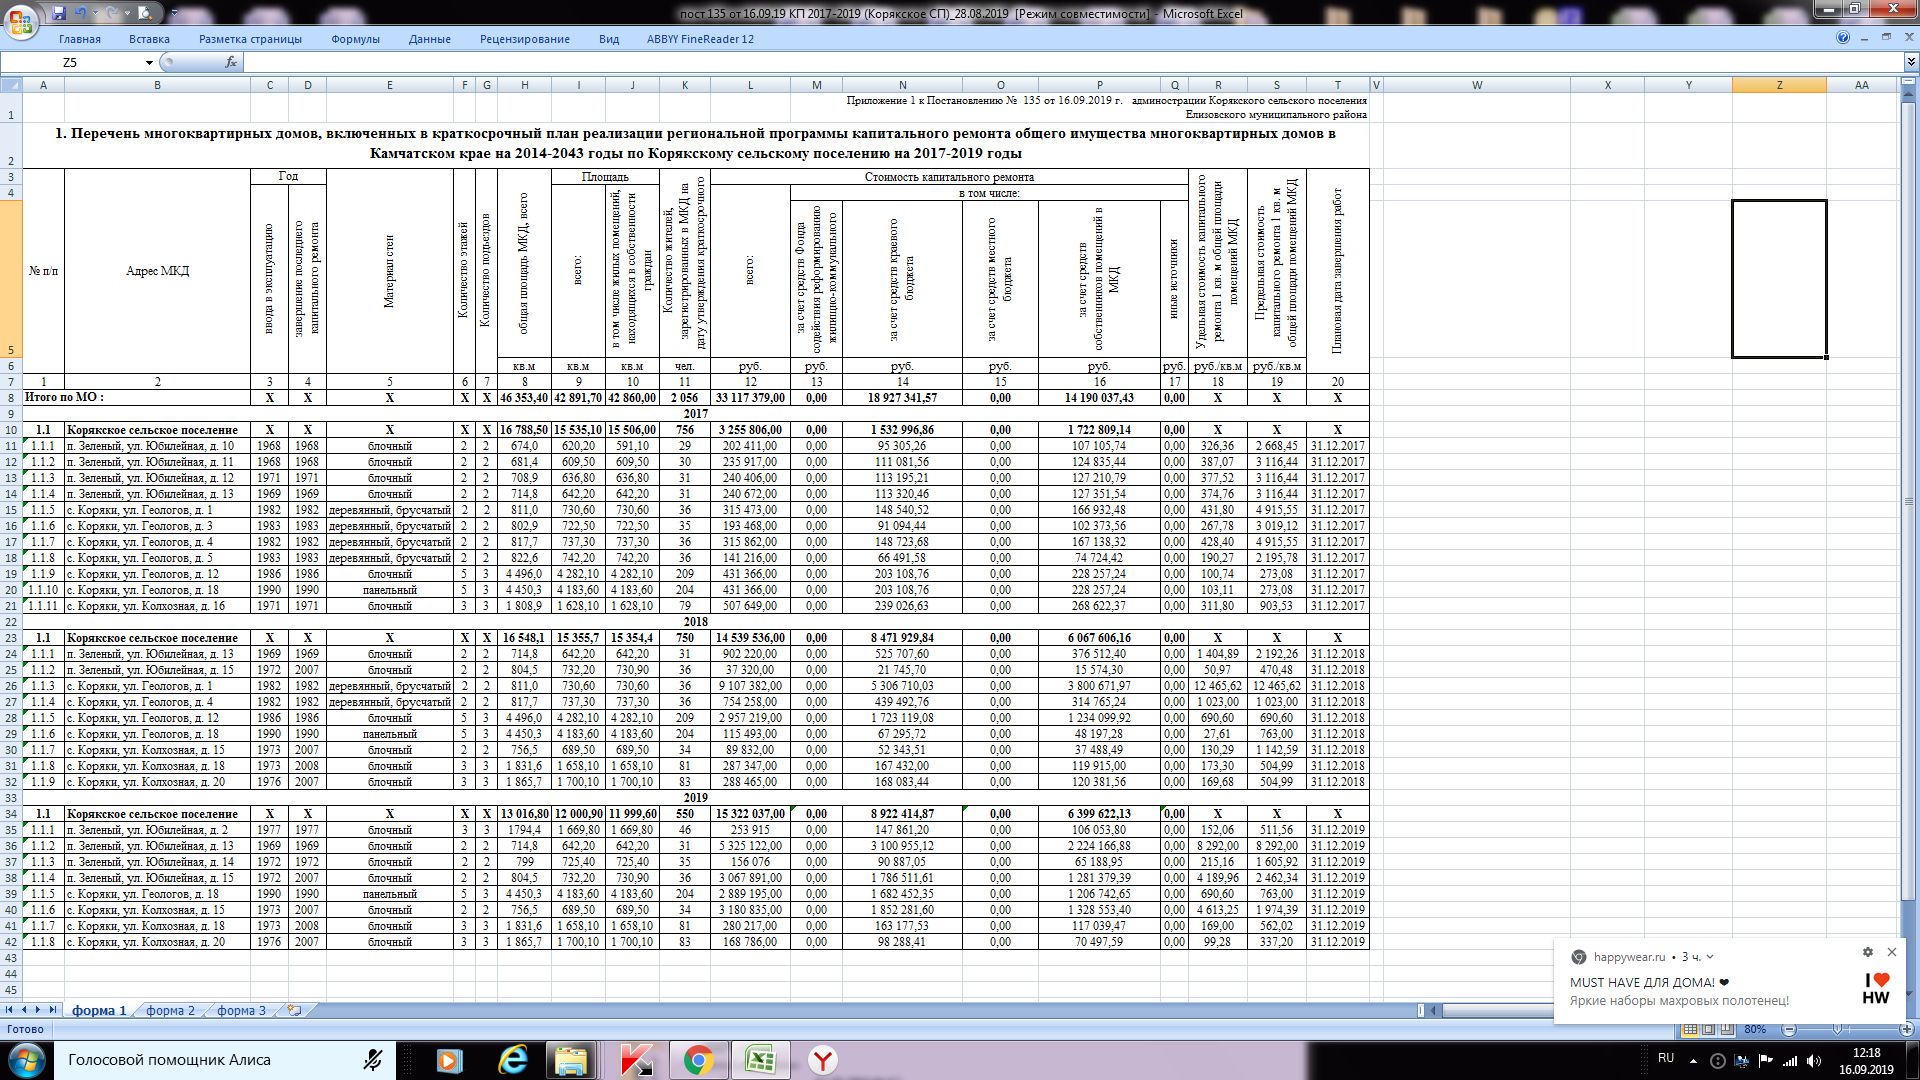 пост 135 от 16.09.19 КП 2017-2019 (Корякское СП)_28.08.2019 [Режим совместимости] - Microsoft Excel
Главная Вставка Разметка страницы Формулы Данные Рецензирование Вид ABBYY FineReader 12
Z5 fx
A B C D E F G H I J K L M N O P Q R S T V W X Y Z AA
Приложение 1 к Постановлению № 135 от 16.09.2019 г. администрации Корякского сельского поселения
Елизовского муниципального района
1. Перечень многоквартирных домов, включенных в краткосрочный план реализации региональной программы капитального ремонта общего имущества многоквартирных домов в
Камчатском крае на 2014-2043 годы по Корякскому сельскому поселению на 2017-2019 годы
№ п/п
Адрес МКД
Год
ввода в эксплуатацию
завершение последнего капитального ремонта
Материал стен
Количество этажей
Количество подъездов
общая площадь МКД, всего
Площадь
всего:
в том числе жилых помещений, находящихся в собственности граждан
Количество жителей, зарегистрированных в МКД на дату утверждения краткосрочного
Стоимость капитального ремонта
всего:
в том числе:
за счет средств Фонда содействия реформированию жилищно-коммунального
за счет средств краевого бюджета
за счет средств местного бюджета
за счет средств собственников помещений в МКД
иные источники
Удельная стоимость капитального ремонта 1 кв. м общей площади помещений МКД
Предельная стоимость капитального ремонта 1 кв. м общей площади помещений МКД
Плановая дата завершения работ
6 кв.м кв.м кв.м чел. руб. руб. руб. руб. руб. руб. руб./кв.м руб./кв.м
7 1 2 3 4 5 6 7 8 9 10 11 12 13 14 15 16 17 18 19 20
8 Итого по МО : X X X X X 46 353,40 42 891,70 42 860,00 2 056 33 117 379,00 0,00 18 927 341,57 0,00 14 190 037,43 0,00 X X X
9 2017
10 1.1 Корякское сельское поселение X X X X X 16 788,50 15 535,10 15 506,00 756 3 255 806,00 0,00 1 532 996,86 0,00 1 722 809,14 0,00 X X X
11 1.1.1 п. Зеленый, ул. Юбилейная, д. 10 1968 1968 блочный 2 2 674,0 620,20 591,10 29 202 411,00 0,00 95 305,26 0,00 107 105,74 0,00 326,36 2 668,45 31.12.2017
12 1.1.2 п. Зеленый, ул. Юбилейная, д. 11 1968 1968 блочный 2 2 681,4 609,50 609,50 30 235 917,00 0,00 111 081,56 0,00 124 835,44 0,00 387,07 3 116,44 31.12.2017
13 1.1.3 п. Зеленый, ул. Юбилейная, д. 12 1971 1971 блочный 2 2 708,9 636,80 636,80 31 240 406,00 0,00 113 195,21 0,00 127 210,79 0,00 377,52 3 116,44 31.12.2017
14 1.1.4 п. Зеленый, ул. Юбилейная, д. 13 1969 1969 блочный 2 2 714,8 642,20 642,20 31 240 672,00 0,00 113 320,46 0,00 127 351,54 0,00 374,76 3 116,44 31.12.2017
15 1.1.5 с. Коряки, ул. Геологов, д. 1 1982 1982 деревянный, брусчатый 2 2 811,0 730,60 730,60 36 315 473,00 0,00 148 540,52 0,00 166 932,48 0,00 431,80 4 915,55 31.12.2017
16 1.1.6 с. Коряки, ул. Геологов, д. 3 1983 1983 деревянный, брусчатый 2 2 802,9 722,50 722,50 35 193 468,00 0,00 91 094,44 0,00 102 373,56 0,00 267,78 3 019,12 31.12.2017
17 1.1.7 с. Коряки, ул. Геологов, д. 4 1982 1982 деревянный, брусчатый 2 2 817,7 737,30 737,30 36 315 862,00 0,00 148 723,68 0,00 167 138,32 0,00 428,40 4 915,55 31.12.2017
18 1.1.8 с. Коряки, ул. Геологов, д. 5 1983 1983 деревянный, брусчатый 2 2 822,6 742,20 742,20 36 141 216,00 0,00 66 491,58 0,00 74 724,42 0,00 190,27 2 195,78 31.12.2017
19 1.1.9 с. Коряки, ул. Геологов, д. 12 1986 1986 блочный 5 3 4 496,0 4 282,10 4 282,10 209 431 366,00 0,00 203 108,76 0,00 228 257,24 0,00 100,74 273,08 31.12.2017
20 1.1.10 с. Коряки, ул. Геологов, д. 18 1990 1990 панельный 5 3 4 450,3 4 183,60 4 183,60 204 431 366,00 0,00 203 108,76 0,00 228 257,24 0,00 103,11 273,08 31.12.2017
21 1.1.11 с. Коряки, ул. Колхозная, д. 16 1971 1971 блочный 3 3 1 808,9 1 628,10 1 628,10 79 507 649,00 0,00 239 026,63 0,00 268 622,37 0,00 311,80 903,53 31.12.2017
22 2018
23 1.1 Корякское сельское поселение X X X X X 16 548,1 15 355,7 15 354,4 750 14 539 536,00 0,00 8 471 929,84 0,00 6 067 606,16 0,00 X X X
24 1.1.1 п. Зеленый, ул. Юбилейная, д. 13 1969 1969 блочный 2 2 714,8 642,20 642,20 31 902 220,00 0,00 525 707,60 0,00 376 512,40 0,00 1 404,89 2 192,26 31.12.2018
25 1.1.2 п. Зеленый, ул. Юбилейная, д. 15 1972 2007 блочный 2 2 804,5 732,20 730,90 36 37 320,00 0,00 21 745,70 0,00 15 574,30 0,00 50,97 470,48 31.12.2018
26 1.1.3 с. Коряки, ул. Геологов, д. 1 1982 1982 деревянный, брусчатый 2 2 811,0 730,60 730,60 36 9 107 382,00 0,00 5 306 710,03 0,00 3 800 671,97 0,00 12 465,62 12 465,62 31.12.2018
27 1.1.4 с. Коряки, ул. Геологов, д. 4 1982 1982 деревянный, брусчатый 2 2 817,7 737,30 737,30 36 754 258,00 0,00 439 492,76 0,00 314 765,24 0,00 1 023,00 1 023,00 31.12.2018
28 1.1.5 с. Коряки, ул. Геологов, д. 12 1986 1986 блочный 5 3 4 496,0 4 282,10 4 282,10 209 2 957 219,00 0,00 1 723 119,08 0,00 1 234 099,92 0,00 690,60 690,60 31.12.2018
29 1.1.6 с. Коряки, ул. Геологов, д. 18 1990 1990 панельный 5 3 4 450,3 4 183,60 4 183,60 204 115 493,00 0,00 67 295,72 0,00 48 197,28 0,00 27,61 763,00 31.12.2018
30 1.1.7 с. Коряки, ул. Колхозная, д. 15 1973 2007 блочный 2 2 756,5 689,50 689,50 34 89 832,00 0,00 52 343,51 0,00 37 488,49 0,00 130,29 1 142,59 31.12.2018
31 1.1.8 с. Коряки, ул. Колхозная, д. 18 1973 2008 блочный 3 3 1 831,6 1 658,10 1 658,10 81 287 347,00 0,00 167 432,00 0,00 119 915,00 0,00 173,30 504,99 31.12.2018
32 1.1.9 с. Коряки, ул. Колхозная, д. 20 1976 2007 блочный 3 3 1 865,7 1 700,10 1 700,10 83 288 465,00 0,00 168 083,44 0,00 120 381,56 0,00 169,68 504,99 31.12.2018
33 2019
34 1.1 Корякское сельское поселение X X X X X 13 016,80 12 000,90 11 999,60 550 15 322 037,00 0,00 8 922 414,87 0,00 6 399 622,13 0,00 X X X
35 1.1.1 п. Зеленый, ул. Юбилейная, д. 2 1977 1977 блочный 3 3 1794,4 1 669,80 1 669,80 46 253 915 0,00 147 861,20 0,00 106 053,80 0,00 152,06 511,56 31.12.2019
36 1.1.2 п. Зеленый, ул. Юбилейная, д. 13 1969 1969 блочный 2 2 714,8 642,20 642,20 31 5 325 122,00 0,00 3 100 955,12 0,00 2 224 166,88 0,00 8 292,00 8 292,00 31.12.2019
37 1.1.3 п. Зеленый, ул. Юбилейная, д. 14 1972 1972 блочный 2 2 799 725,40 725,40 35 156 076 0,00 90 887,05 0,00 65 188,95 0,00 215,16 1 605,92 31.12.2019
38 1.1.4 п. Зеленый, ул. Юбилейная, д. 15 1972 2007 блочный 2 2 804,5 732,20 730,90 36 3 067 891,00 0,00 1 786 511,61 0,00 1 281 379,39 0,00 4 189,96 2 462,34 31.12.2019
39 1.1.5 с. Коряки, ул. Геологов, д. 18 1990 1990 панельный 5 3 4 450,3 4 183,60 4 183,60 204 2 889 195,00 0,00 1 682 452,35 0,00 1 206 742,65 0,00 690,60 763,00 31.12.2019
40 1.1.6 с. Коряки, ул. Колхозная, д. 15 1973 2007 блочный 2 2 756,5 689,50 689,50 34 3 180 835,00 0,00 1 852 281,60 0,00 1 328 553,40 0,00 4 613,25 1 974,39 31.12.2019
41 1.1.7 с. Коряки, ул. Колхозная, д. 18 1973 2008 блочный 3 3 1 831,6 1 658,10 1 658,10 81 280 217,00 0,00 163 177,53 0,00 117 039,47 0,00 169,00 562,02 31.12.2019
42 1.1.8 с. Коряки, ул. Колхозная, д. 20 1976 2007 блочный 3 3 1 865,7 1 700,10 1 700,10 83 168 786,00 0,00 98 288,41 0,00 70 497,59 0,00 99,28 337,20 31.12.2019
43
44
45
happywear.ru • 3 ч.
MUST HAVE ДЛЯ ДОМА! ❤
Яркие наборы махровых полотенец!
I ❤ HW
форма 1 форма 2 форма 3
Готово 80%
Голосовой помощник Алиса
RU 12:18
16.09.2019